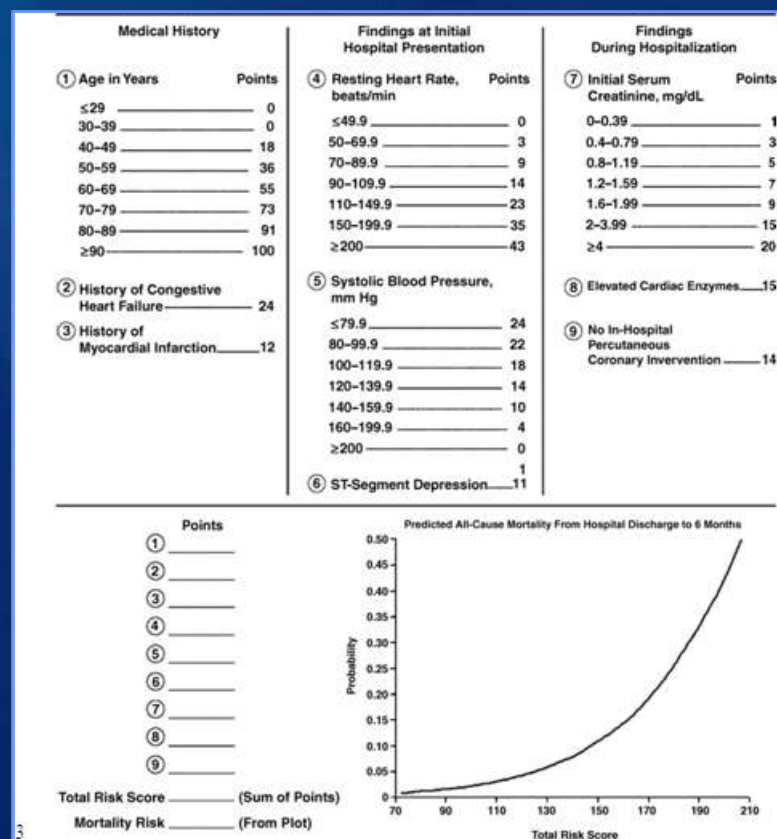 Medical History
① Age in Years Points
≤29 0
30–39 0
40–49 18
50–59 36
60–69 55
70–79 73
80–89 91
≥90 100
② History of Congestive
Heart Failure 24
③ History of
Myocardial Infarction 12
Findings at Initial
Hospital Presentation
④ Resting Heart Rate, Points
beats/min
≤49.9 0
50–69.9 3
70–89.9 9
90–109.9 14
110–149.9 23
150–199.9 35
≥200 43
⑤ Systolic Blood Pressure,
mm Hg
≤79.9 24
80–99.9 22
100–119.9 18
120–139.9 14
140–159.9 10
160–199.9 4
≥200 0
1
⑥ ST-Segment Depression 11
Findings
During Hospitalization
⑦ Initial Serum Points
Creatinine, mg/dL
0–0.39 1
0.4–0.79 3
0.8–1.19 5
1.2–1.59 7
1.6–1.99 9
2–3.99 15
≥4 20
⑧ Elevated Cardiac Enzymes 15
⑨ No In-Hospital
Percutaneous
Coronary Invervention 14
Points
①
②
③
④
⑤
⑥
⑦
⑧
⑨
Total Risk Score (Sum of Points)
Mortality Risk (From Plot)
3
Predicted All-Cause Mortality From Hospital Discharge to 6 Months
Probability
0.50
0.45
0.40
0.35
0.30
0.25
0.20
0.15
0.10
0.05
0
70 90 110 130 150 170 190 210
Total Risk Score